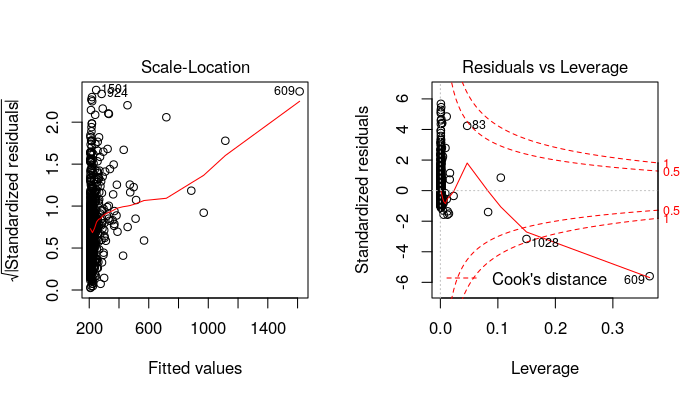 Scale-Location
√|Standardized residuals|
0.0 0.5 1.0 1.5 2.0
1524
609
200 600 1000 1400
Fitted values
Residuals vs Leverage
Standardized residuals
-6 -4 -2 0 2 4 6
83
1
0.5
0.5
1
1028
Cook's distance
609
0.0 0.1 0.2 0.3
Leverage